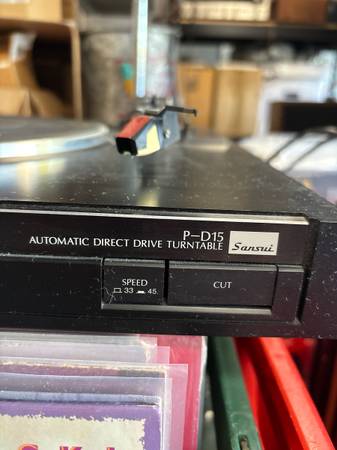 P-D15
AUTOMATIC DIRECT DRIVE TURNTABLE Sansui
SPEED
33 45
CUT